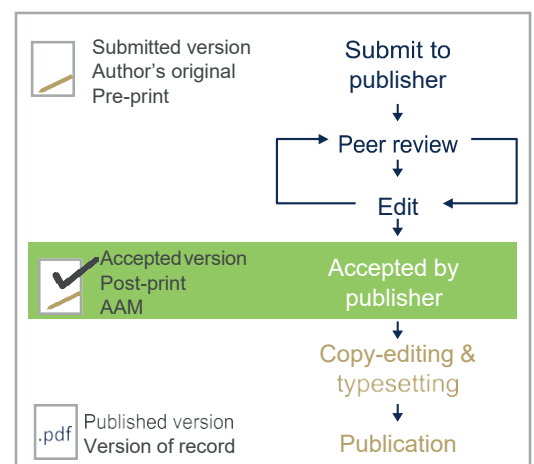 Submitted version
Author's original
Pre-print
Submit to
publisher
Peer review
Edit
Accepted version
Post-print
AAM
Accepted by
publisher
Copy-editing &
typesetting
.pdf
Published version
Version of record
Publication